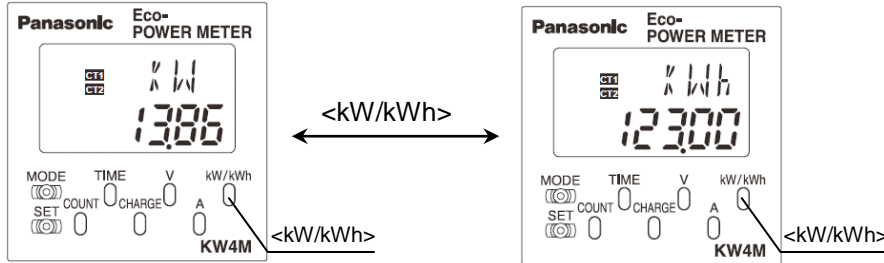 Panasonic Eco-
POWER METER
CT1
CT2
KW
13.86
MODE TIME V kW/kWh
SET COUNT CHARGE A
KW4M
<kW/kWh>
<kW/kWh>
Panasonic Eco-
POWER METER
CT1
CT2
KWh
123.00
MODE TIME V kW/kWh
SET COUNT CHARGE A
KW4M
<kW/kWh>